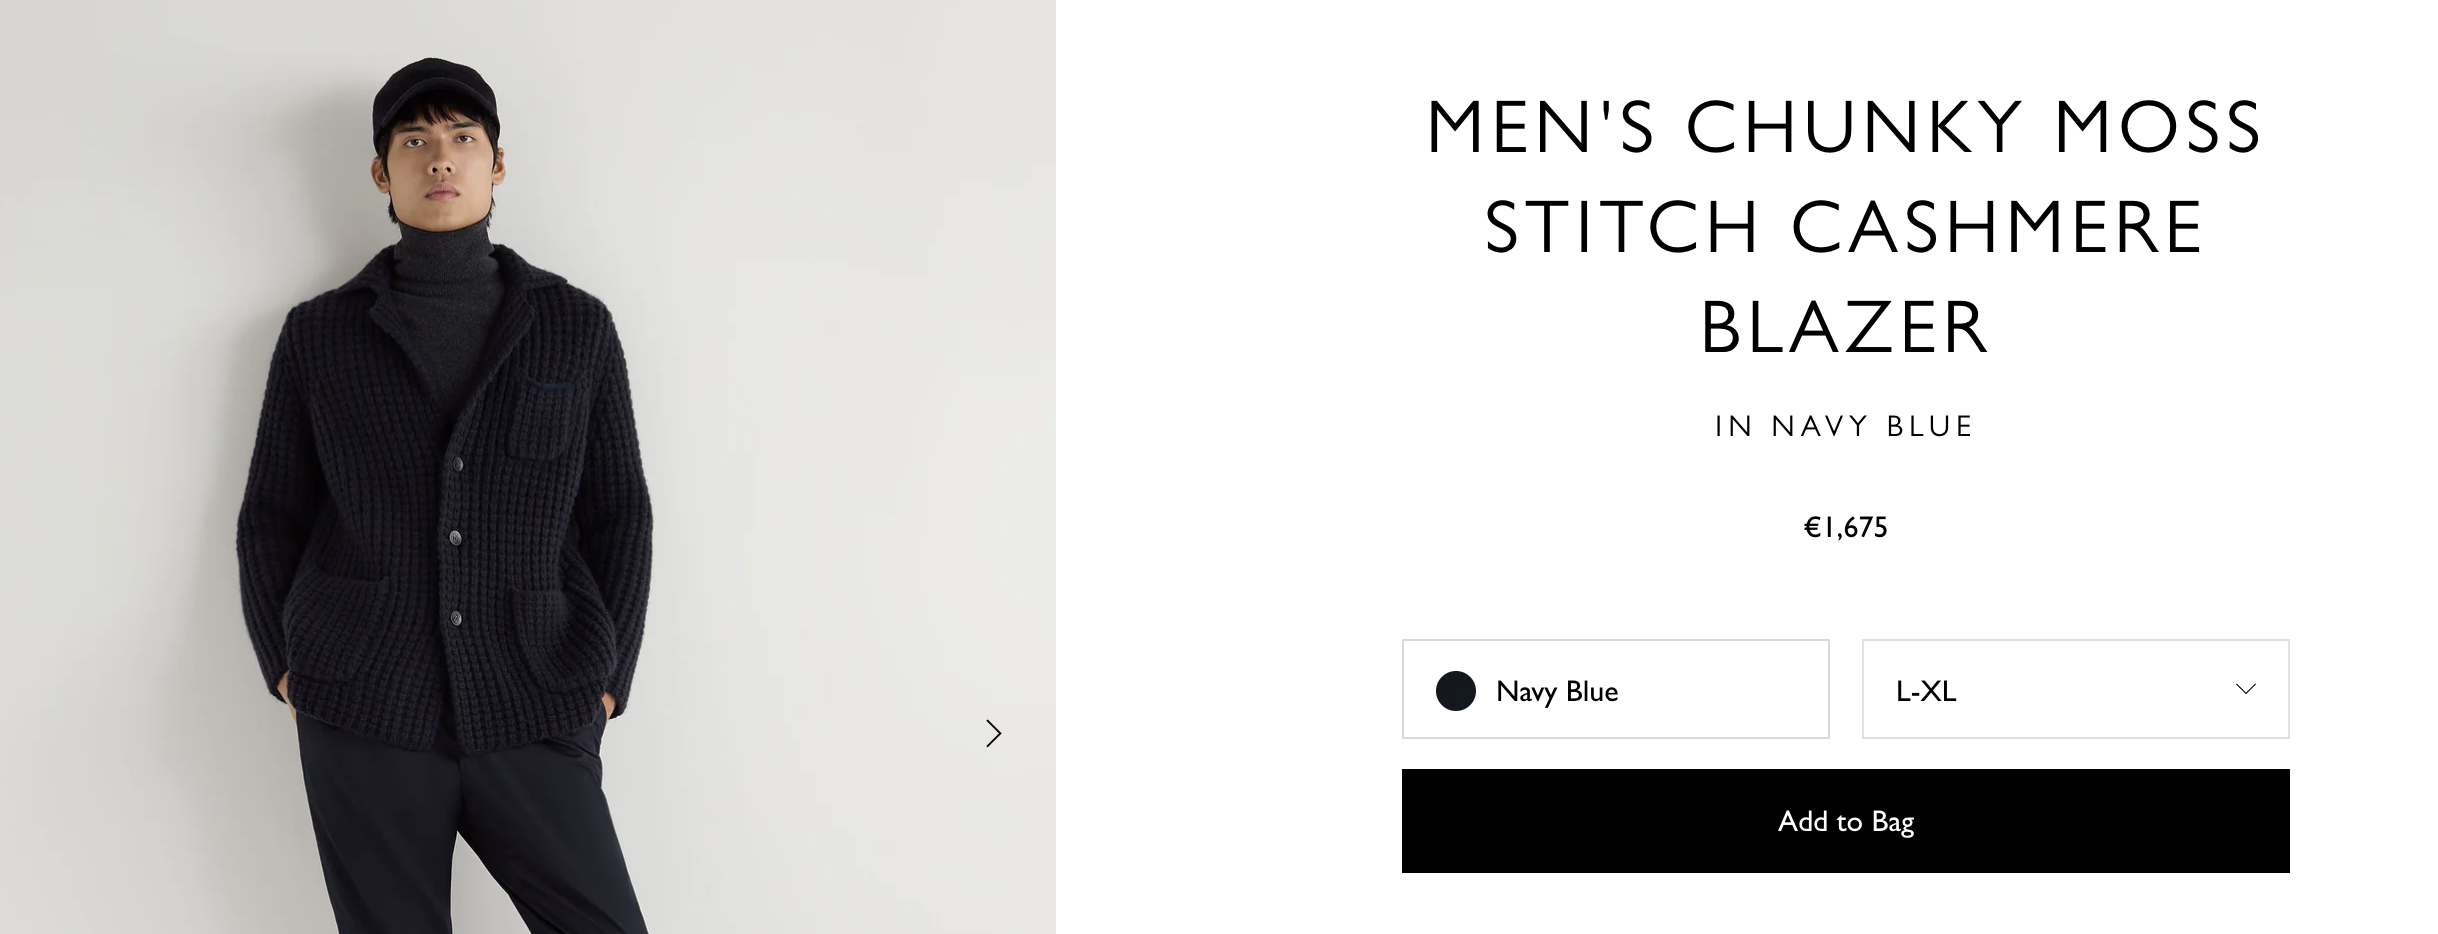 MEN'S CHUNKY MOSS
STITCH CASHMERE
BLAZER
IN NAVY BLUE
€1,675
Navy Blue
L-XL
Add to Bag